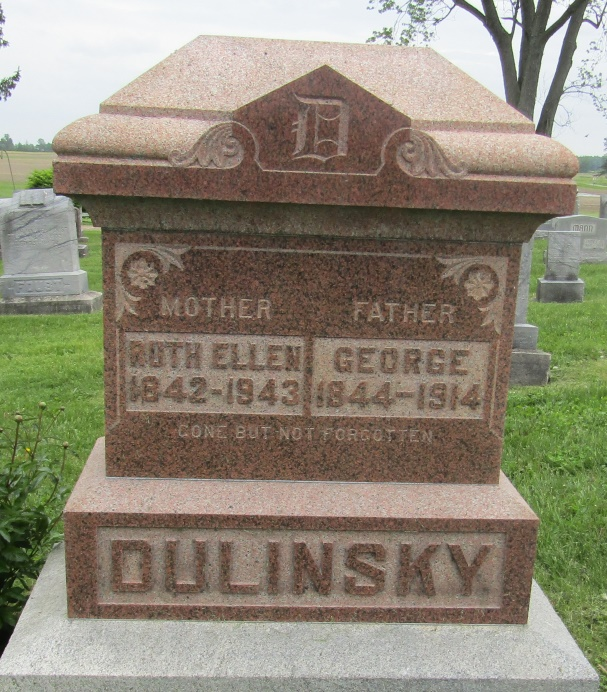 D
MOTHER FATHER
RUTH ELLEN GEORGE
1842-1943 1844-1914
GONE BUT NOT FORGOTTEN
DULINSKY